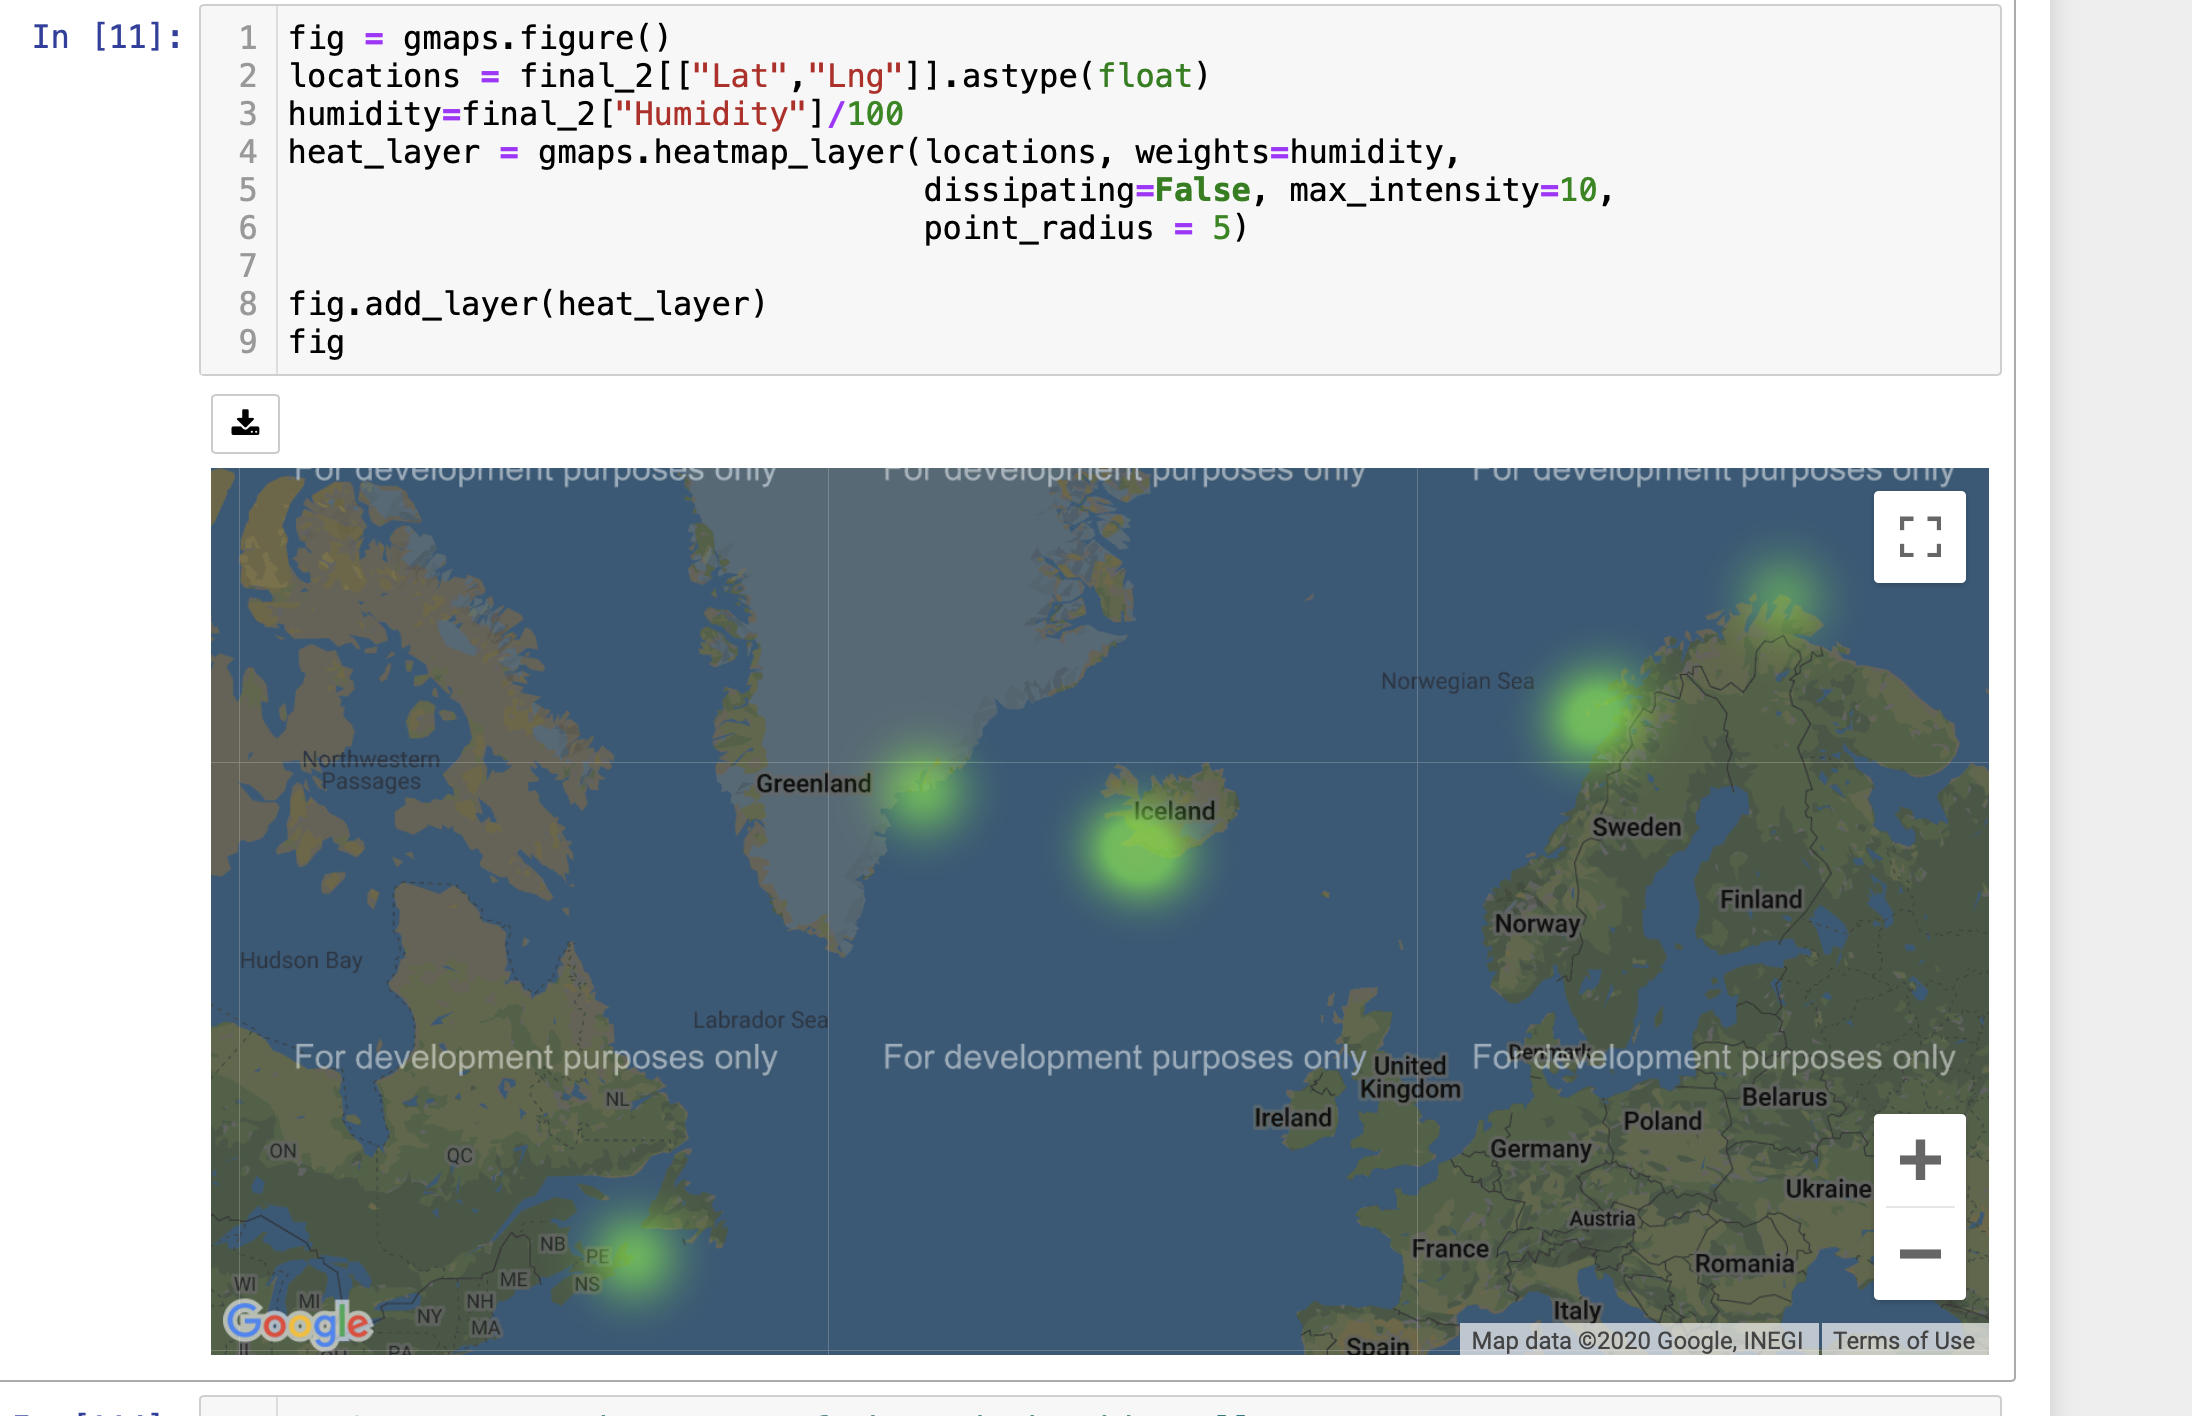 In [11]:
1 fig = gmaps.figure()
2 locations = final_2[["Lat","Lng"]].astype(float)
3 humidity=final_2["Humidity"]/100
4 heat_layer = gmaps.heatmap_layer(locations, weights=humidity,
5 dissipating=False, max_intensity=10,
6 point_radius = 5)
7
8 fig.add_layer(heat_layer)
9 fig
For development purposes only For development purposes only For development purposes only
Norwegian Sea
Northwestern
Passages
Greenland
Iceland
Sweden
Finland
Norway
Hudson Bay
Labrador Sea
For development purposes only For development purposes only For development purposes only
Denmark
United
Kingdom
Belarus
NL
Ireland
Poland
ON
QC
Germany
Ukraine
Austria
NB
PE
France
Romania
WI
ME
NS
MI
NH
NY
Italy
MA
Google
PA
Spain
Map data ©2020 Google, INEGI Terms of Use